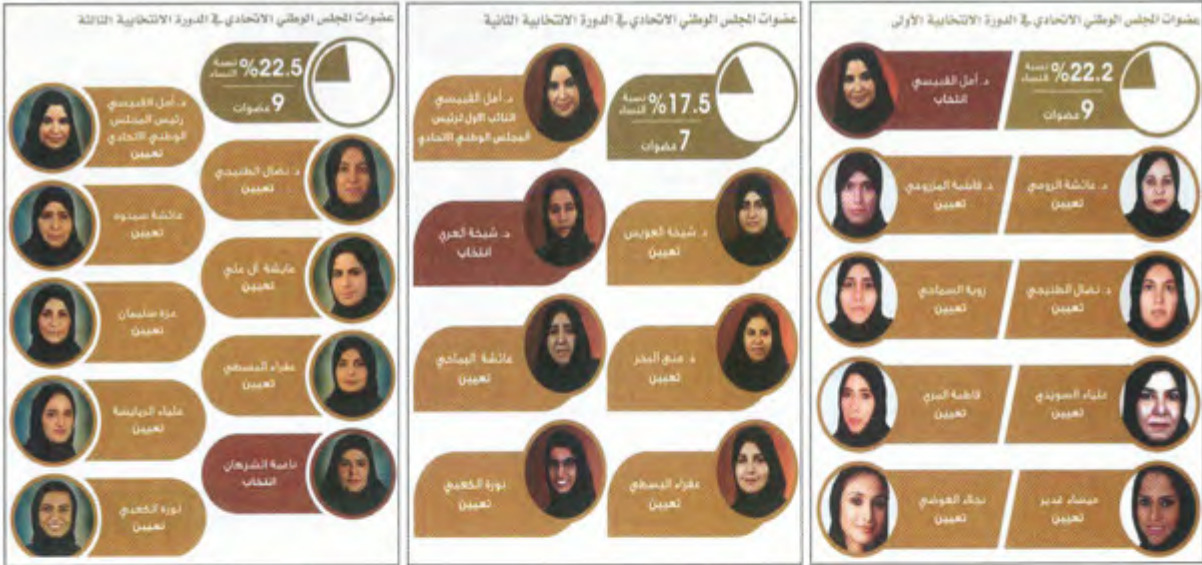 عضوات المجلس الوطني الاتحادي في الدورة الانتخابية الأولى
%22.2 نسبة النساء
9 عضوات
د. أمل القبيسي
انتخاب
د. عائشة الرومي
تعيين
د. فاطمة المزروعي
تعيين
د. نضال الطنيجي
تعيين
روية السماحي
تعيين
علياء السويدي
تعيين
فاطمة المري
تعيين
ميساء غدير
تعيين
نجلاء العوضي
تعيين
عضوات المجلس الوطني الاتحادي في الدورة الانتخابية الثانية
د. أمل القبيسي
النائب الأول لرئيس
المجلس الوطني الاتحادي
%17.5 نسبة النساء
7 عضوات
د. شيخة العويس
تعيين
د. شيخة العري
انتخاب
د. منى البحر
تعيين
عائشة اليماحي
تعيين
عفراء البسطي
تعيين
نورة الكعبي
تعيين
عضوات المجلس الوطني الاتحادي في الدورة الانتخابية الثالثة
%22.5 نسبة النساء
9 عضوات
د. أمل القبيسي
رئيس المجلس
الوطني الاتحادي
تعيين
د. نضال الطنيجي
تعيين
عائشة سمنوه
تعيين
عايشة آل علي
تعيين
عزة سليمان
تعيين
عفراء البسطي
تعيين
علياء
تعيين
ناعمة الشرهان
انتخاب
نورة الكعبي
تعيين